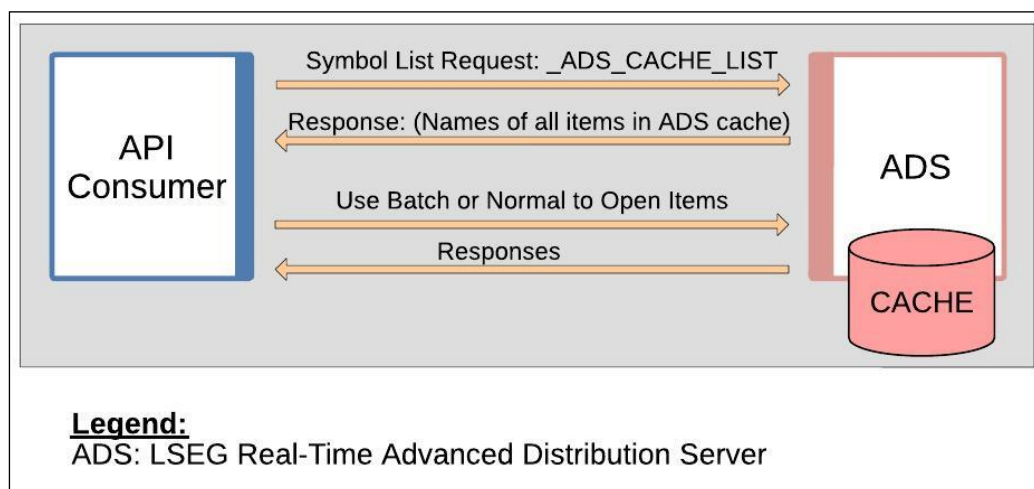 Symbol List Request: _ADS_CACHE_LIST
Response: (Names of all items in ADS cache)
API
Consumer
ADS
Use Batch or Normal to Open Items
Responses
CACHE
Legend:
ADS: LSEG Real-Time Advanced Distribution Server